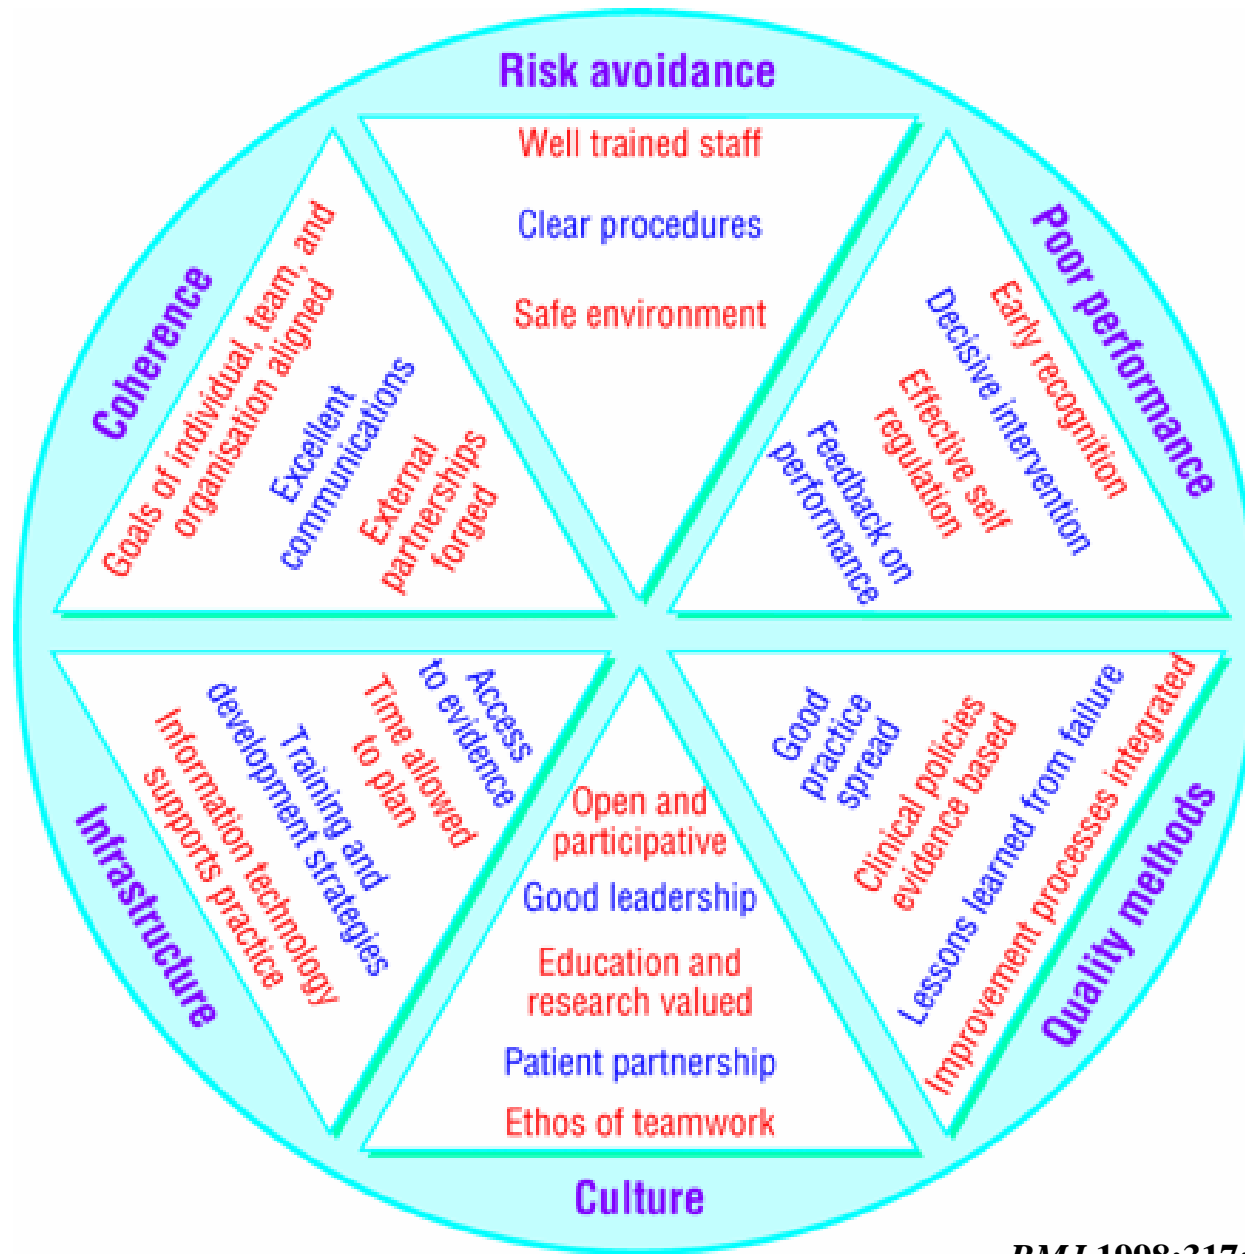 Risk avoidance
Well trained staff
Clear procedures
Safe environment
Poor performance
Early recognition
Decisive intervention
Effective self
regulation
Feedback on
performance
Coherence
Goals of individual, team, and
organisation aligned
Excellent
communications
External
partnerships
forged
Infrastructure
Access
to evidence
Time allowed
to plan
Training and
development strategies
Information technology
supports practice
Culture
Open and
participative
Good leadership
Education and
research valued
Patient partnership
Ethos of teamwork
Quality methods
Good
practice
spread
Clinical policies
evidence based
Lessons learned from failure
Improvement processes integrated
BMJ 1998;317: